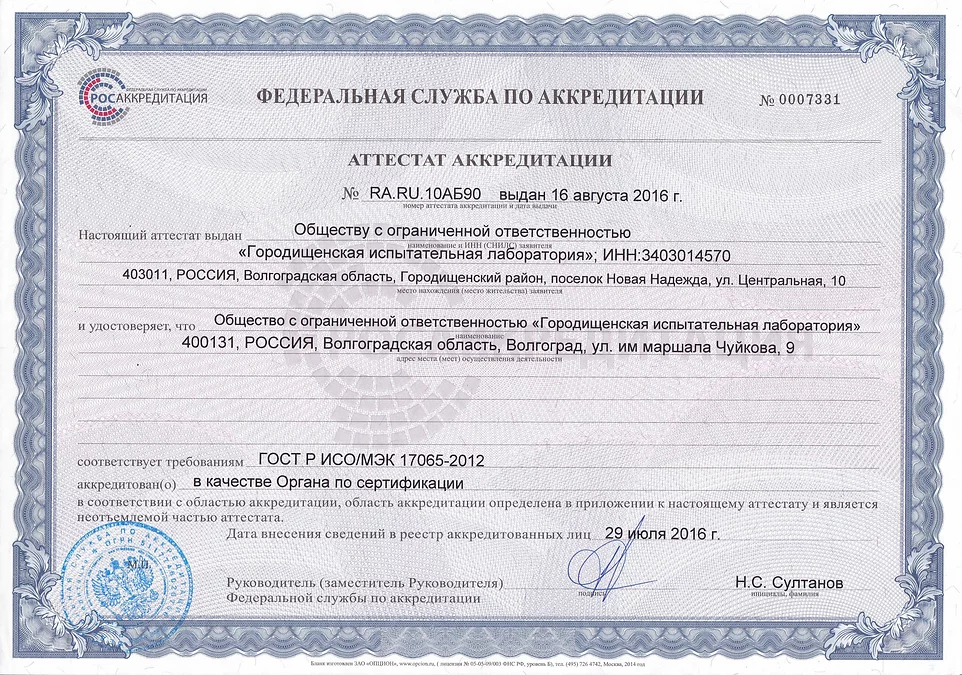 ФЕДЕРАЛЬНАЯ СЛУЖБА ПО АККРЕДИТАЦИИ
РОСАККРЕДИТАЦИЯ
ФЕДЕРАЛЬНАЯ СЛУЖБА ПО АККРЕДИТАЦИИ
№ 0007331
АТТЕСТАТ АККРЕДИТАЦИИ
№ RA.RU.10АБ90 выдан 16 августа 2016 г.
номер аттестата аккредитации и дата выдачи
Настоящий аттестат выдан Обществу с ограниченной ответственностью
наименование и ИНН (СНИЛС) заявителя
«Городищенская испытательная лаборатория»; ИНН:3403014570
403011, РОССИЯ, Волгоградская область, Городищенский район, поселок Новая Надежда, ул. Центральная, 10
место нахождения (место жительства) заявителя
и удостоверяет, что Общество с ограниченной ответственностью «Городищенская испытательная лаборатория»
наименование
400131, РОССИЯ, Волгоградская область, Волгоград, ул. им маршала Чуйкова, 9
адрес места (мест) осуществления деятельности
соответствует требованиям ГОСТ Р ИСО/МЭК 17065-2012
аккредитован(о) в качестве Органа по сертификации
в соответствии с областью аккредитации, область аккредитации определена в приложении к настоящему аттестату и является
неотъемлемой частью аттестата.
Дата внесения сведений в реестр аккредитованных лиц 29 июля 2016 г.
М.П.
Руководитель (заместитель Руководителя)
Федеральной службы по аккредитации
подпись
Н.С. Султанов
инициалы, фамилия
Бланк изготовлен ЗАО «ОПЦИОН», www.opcion.ru, ( лицензия № 05-05-09/003 ФНС РФ, уровень Б), тел. (495) 726 4742, Москва, 2014 год